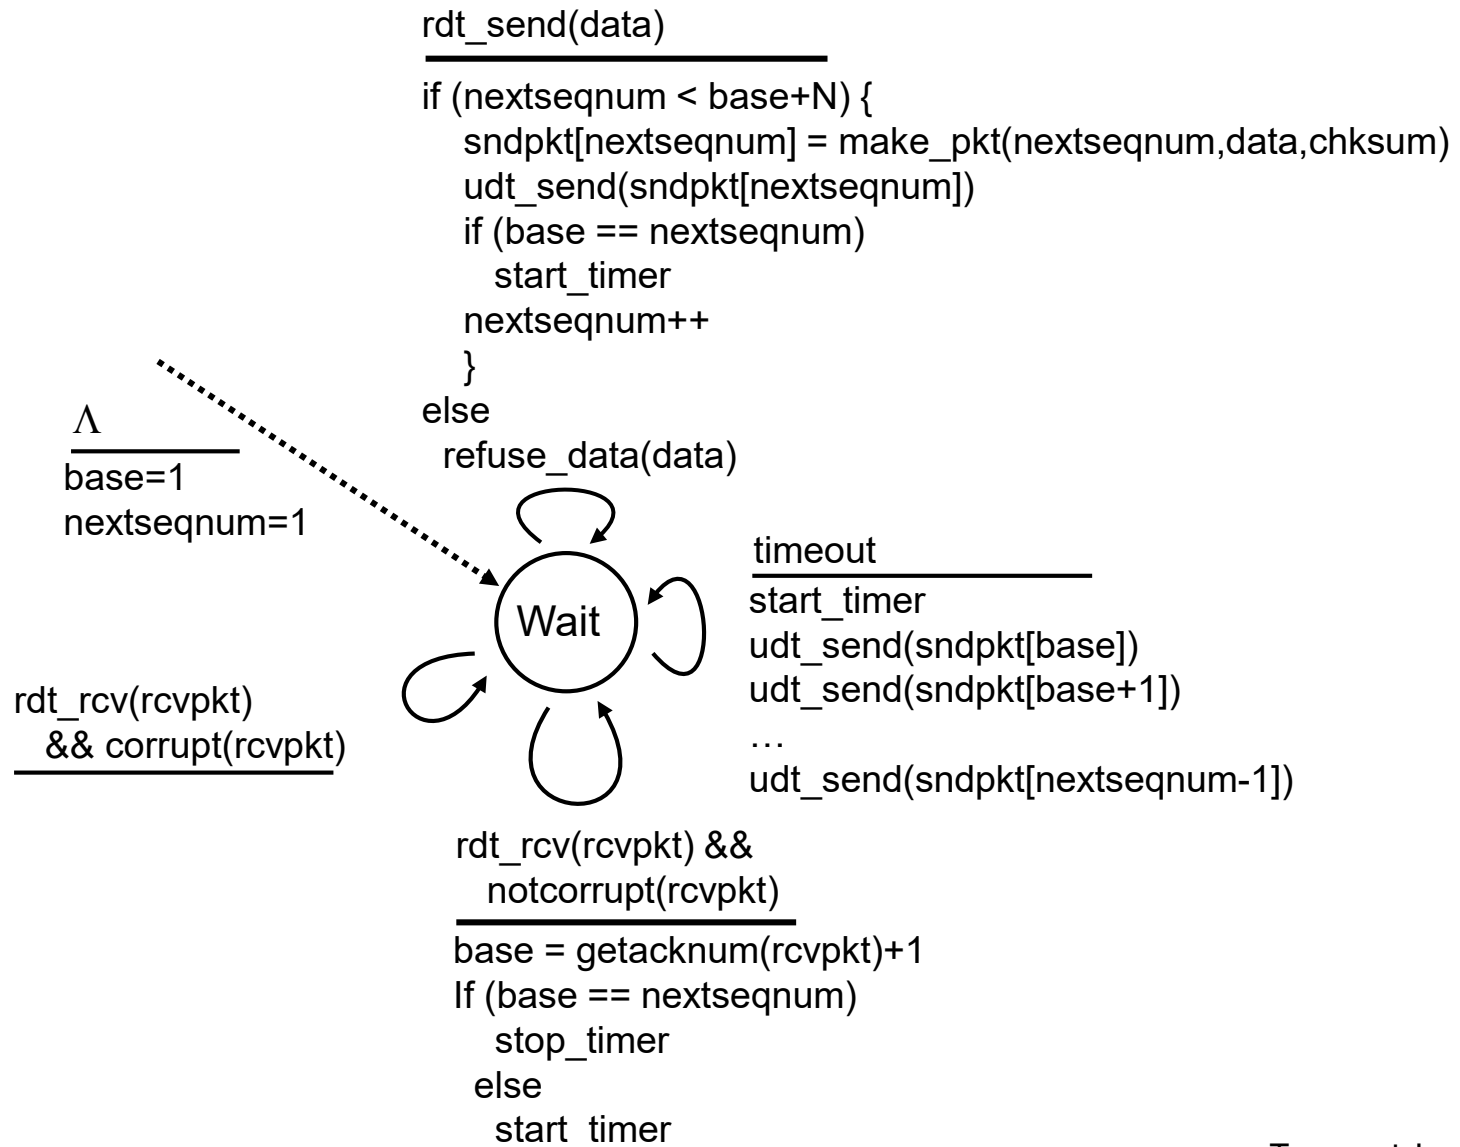 rdt_send(data)
if (nextseqnum < base+N) {
sndpkt[nextseqnum] = make_pkt(nextseqnum,data,chksum)
udt_send(sndpkt[nextseqnum])
if (base == nextseqnum)
start_timer
nextseqnum++
}
else
refuse_data(data)
Λ
base=1
nextseqnum=1
Wait
timeout
start_timer
udt_send(sndpkt[base])
udt_send(sndpkt[base+1])
…
udt_send(sndpkt[nextseqnum-1])
rdt_rcv(rcvpkt)
&& corrupt(rcvpkt)
rdt_rcv(rcvpkt) &&
notcorrupt(rcvpkt)
base = getacknum(rcvpkt)+1
If (base == nextseqnum)
stop_timer
else
start_timer